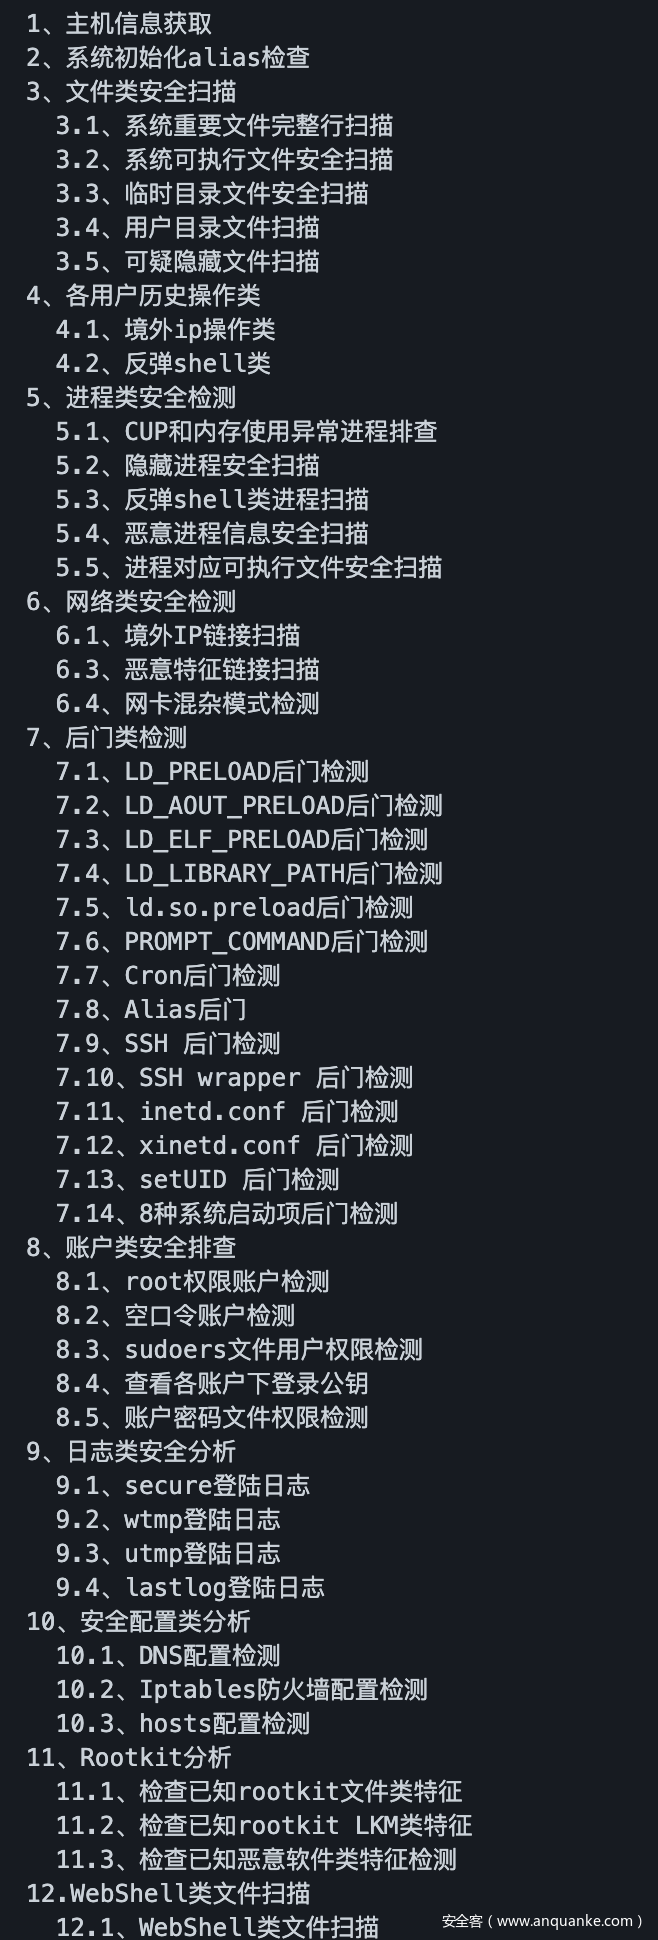 1、主机信息获取
2、系统初始化alias检查
3、文件类安全扫描
3.1、系统重要文件完整行扫描
3.2、系统可执行文件安全扫描
3.3、临时目录文件安全扫描
3.4、用户目录文件扫描
3.5、可疑隐藏文件扫描
4、各用户历史操作类
4.1、境外ip操作类
4.2、反弹shell类
5、进程类安全检测
5.1、CUP和内存使用异常进程排查
5.2、隐藏进程安全扫描
5.3、反弹shell类进程扫描
5.4、恶意进程信息安全扫描
5.5、进程对应可执行文件安全扫描
6、网络类安全检测
6.1、境外IP链接扫描
6.3、恶意特征链接扫描
6.4、网卡混杂模式检测
7、后门类检测
7.1、LD_PRELOAD后门检测
7.2、LD_AOUT_PRELOAD后门检测
7.3、LD_ELF_PRELOAD后门检测
7.4、LD_LIBRARY_PATH后门检测
7.5、ld.so.preload后门检测
7.6、PROMPT_COMMAND后门检测
7.7、Cron后门检测
7.8、Alias后门
7.9、SSH 后门检测
7.10、SSH wrapper 后门检测
7.11、inetd.conf 后门检测
7.12、xinetd.conf 后门检测
7.13、setUID 后门检测
7.14、8种系统启动项后门检测
8、账户类安全排查
8.1、root权限账户检测
8.2、空口令账户检测
8.3、sudoers文件用户权限检测
8.4、查看各账户下登录公钥
8.5、账户密码文件权限检测
9、日志类安全分析
9.1、secure登陆日志
9.2、wtmp登陆日志
9.3、utmp登陆日志
9.4、lastlog登陆日志
10、安全配置类分析
10.1、DNS配置检测
10.2、Iptables防火墙配置检测
10.3、hosts配置检测
11、Rootkit分析
11.1、检查已知rootkit文件类特征
11.2、检查已知rootkit LKM类特征
11.3、检查已知恶意软件类特征检测
12.WebShell类文件扫描
12.1、WebShell类文件扫描
安全客（www.anquanke.com）